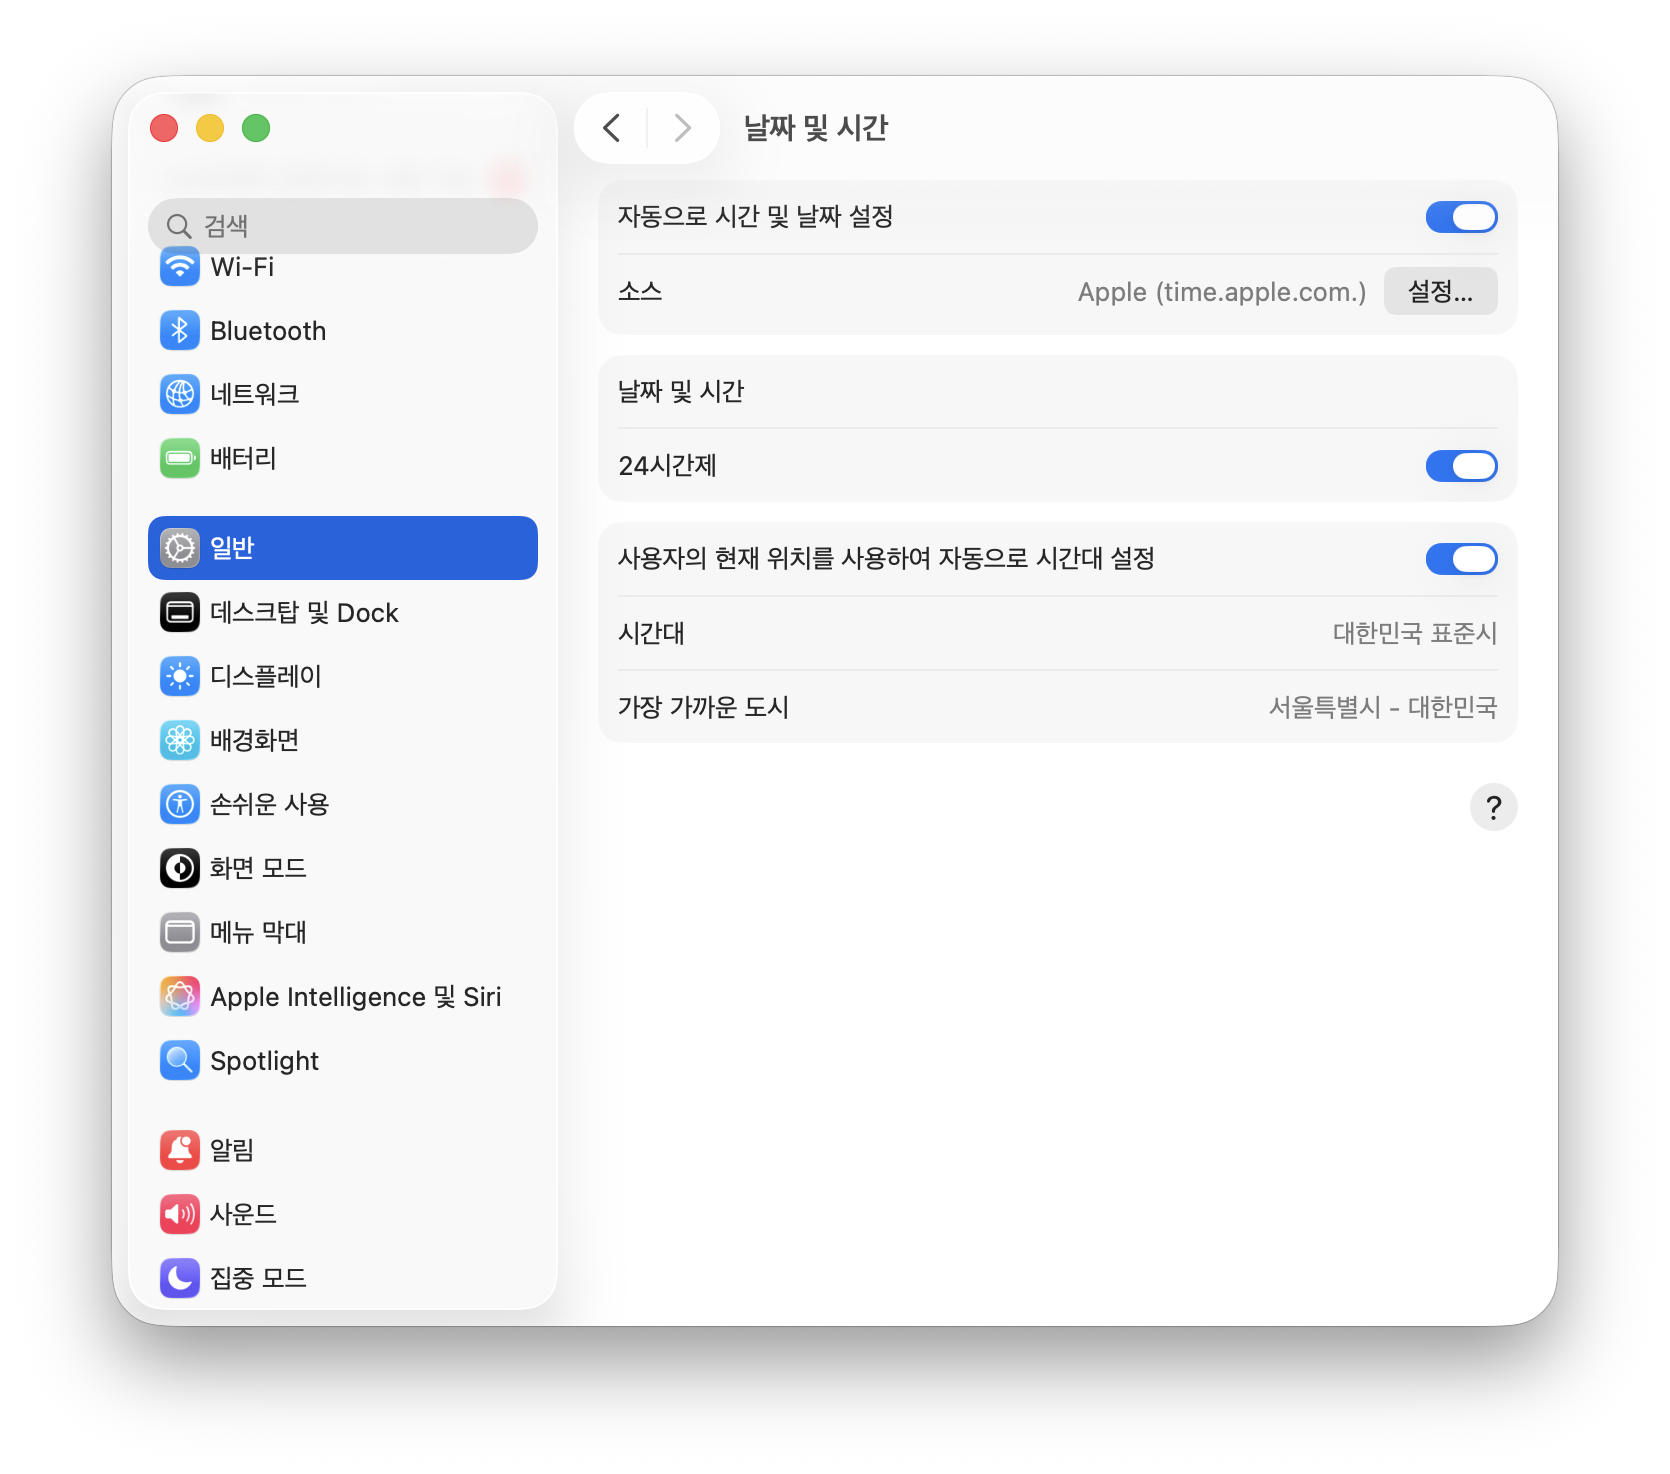 날짜 및 시간
검색
Wi-Fi
Bluetooth
네트워크
배터리
일반
데스크탑 및 Dock
디스플레이
배경화면
손쉬운 사용
화면 모드
메뉴 막대
Apple Intelligence 및 Siri
Spotlight
알림
사운드
집중 모드
자동으로 시간 및 날짜 설정
소스 Apple (time.apple.com.) 설정...
날짜 및 시간
24시간제
사용자의 현재 위치를 사용하여 자동으로 시간대 설정
시간대 대한민국 표준시
가장 가까운 도시 서울특별시 - 대한민국
?